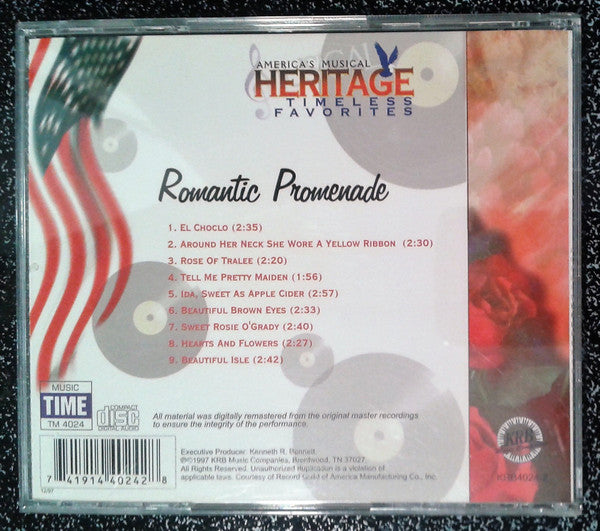 AMERICA'S MUSICAL
HERITAGE
TIMELESS
FAVORITES
Romantic Promenade
1. EL CHOCLO (2:35)
2. AROUND HER NECK SHE WORE A YELLOW RIBBON (2:30)
3. ROSE OF TRALEE (2:20)
4. TELL ME PRETTY MAIDEN (1:56)
5. IDA, SWEET AS APPLE CIDER (2:57)
6. BEAUTIFUL BROWN EYES (2:33)
7. SWEET ROSIE O'GRADY (2:40)
8. HEARTS AND FLOWERS (2:27)
9. BEAUTIFUL ISLE (2:42)
MUSIC
TIME
TM 4024
COMPACT
disc
DIGITAL AUDIO
All material was digitally remastered from the original master recordings
to ensure the integrity of the performance.
Executive Producer: Kenneth R. Bennett.
℗©1997 KRB Music Companies, Brentwood, TN 37027.
All Rights Reserved. Unauthorized duplication is a violation of
applicable laws. Courtesy of Record Guild of America Manufacturing Co., Inc.
7 41914 40242 8
12/97
KRB
KRB4024-2